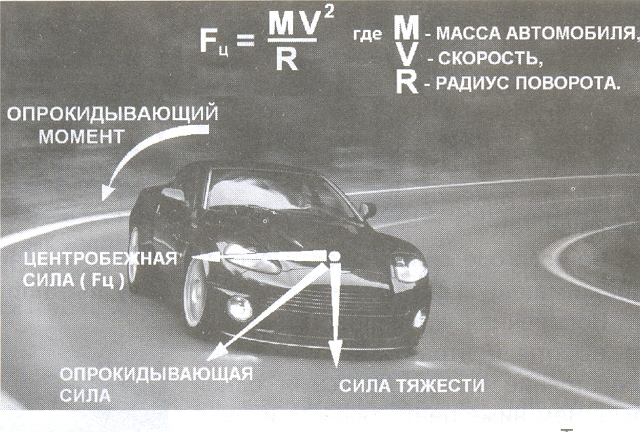 Fц = MV²/R где М - МАССА АВТОМОБИЛЯ,
V - СКОРОСТЬ,
R - РАДИУС ПОВОРОТА.
ОПРОКИДЫВАЮЩИЙ
МОМЕНТ
ЦЕНТРОБЕЖНАЯ
СИЛА ( Fц )
ОПРОКИДЫВАЮЩАЯ
СИЛА
СИЛА ТЯЖЕСТИ